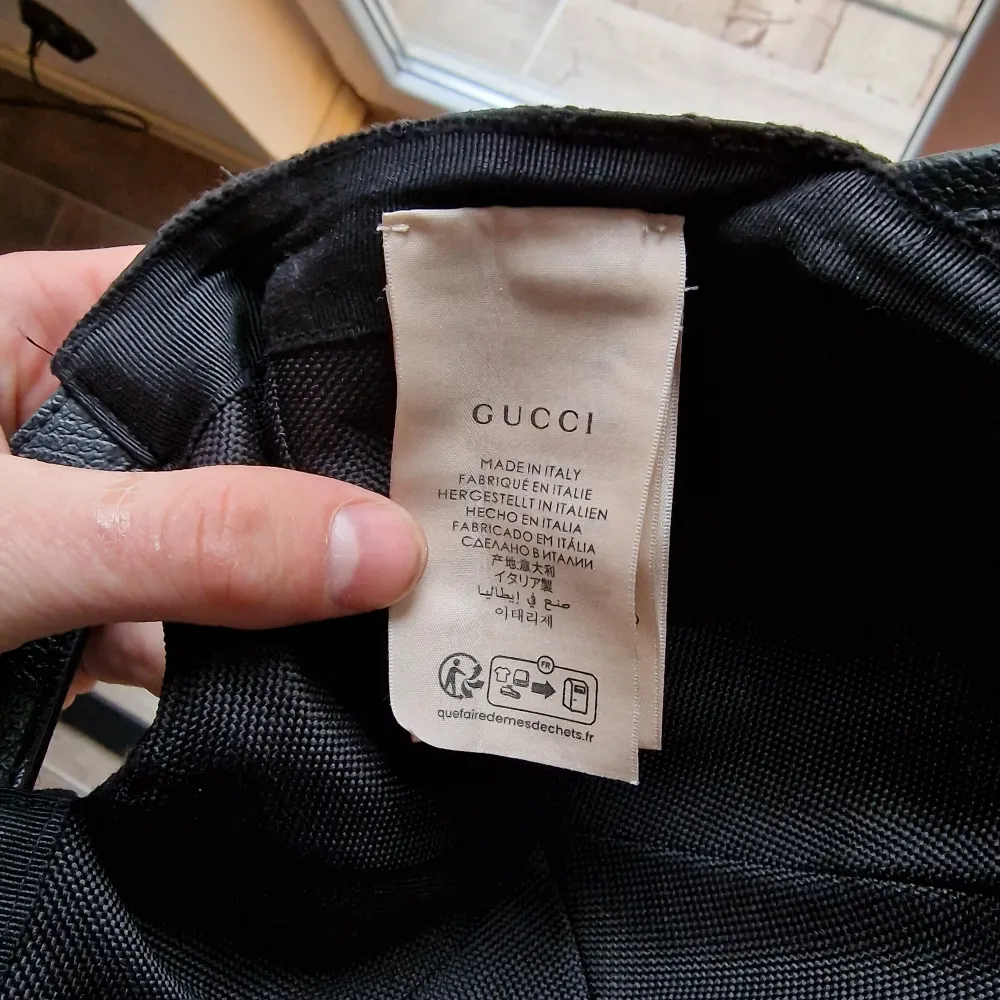 GUCCI
MADE IN ITALY
FABRIQUÉ EN ITALIE
HERGESTELLT IN ITALIEN
HECHO EN ITALIA
FABRICADO EM ITÁLIA
СДЕЛАНО В ИТАЛИИ
产地:意大利
イタリア製
صنع في إيطاليا
이태리제
FR
quefairedemesdechets.fr